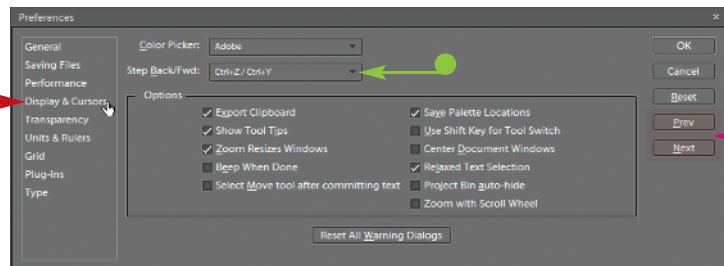 Preferences
General
Saving Files
Performance
Display & Cursors
Transparency
Units & Rulers
Grid
Plug-Ins
Type
Color Picker: Adobe
Step Back/Fwd: Ctrl+Z / Ctrl+Y
Options
Export Clipboard
Show Tool Tips
Zoom Resizes Windows
Beep When Done
Select Move tool after committing text
Save Palette Locations
Use Shift Key for Tool Switch
Center Document Windows
Relaxed Text Selection
Project Bin auto-hide
Zoom with Scroll Wheel
Reset All Warning Dialogs
OK
Cancel
Reset
Prev
Next